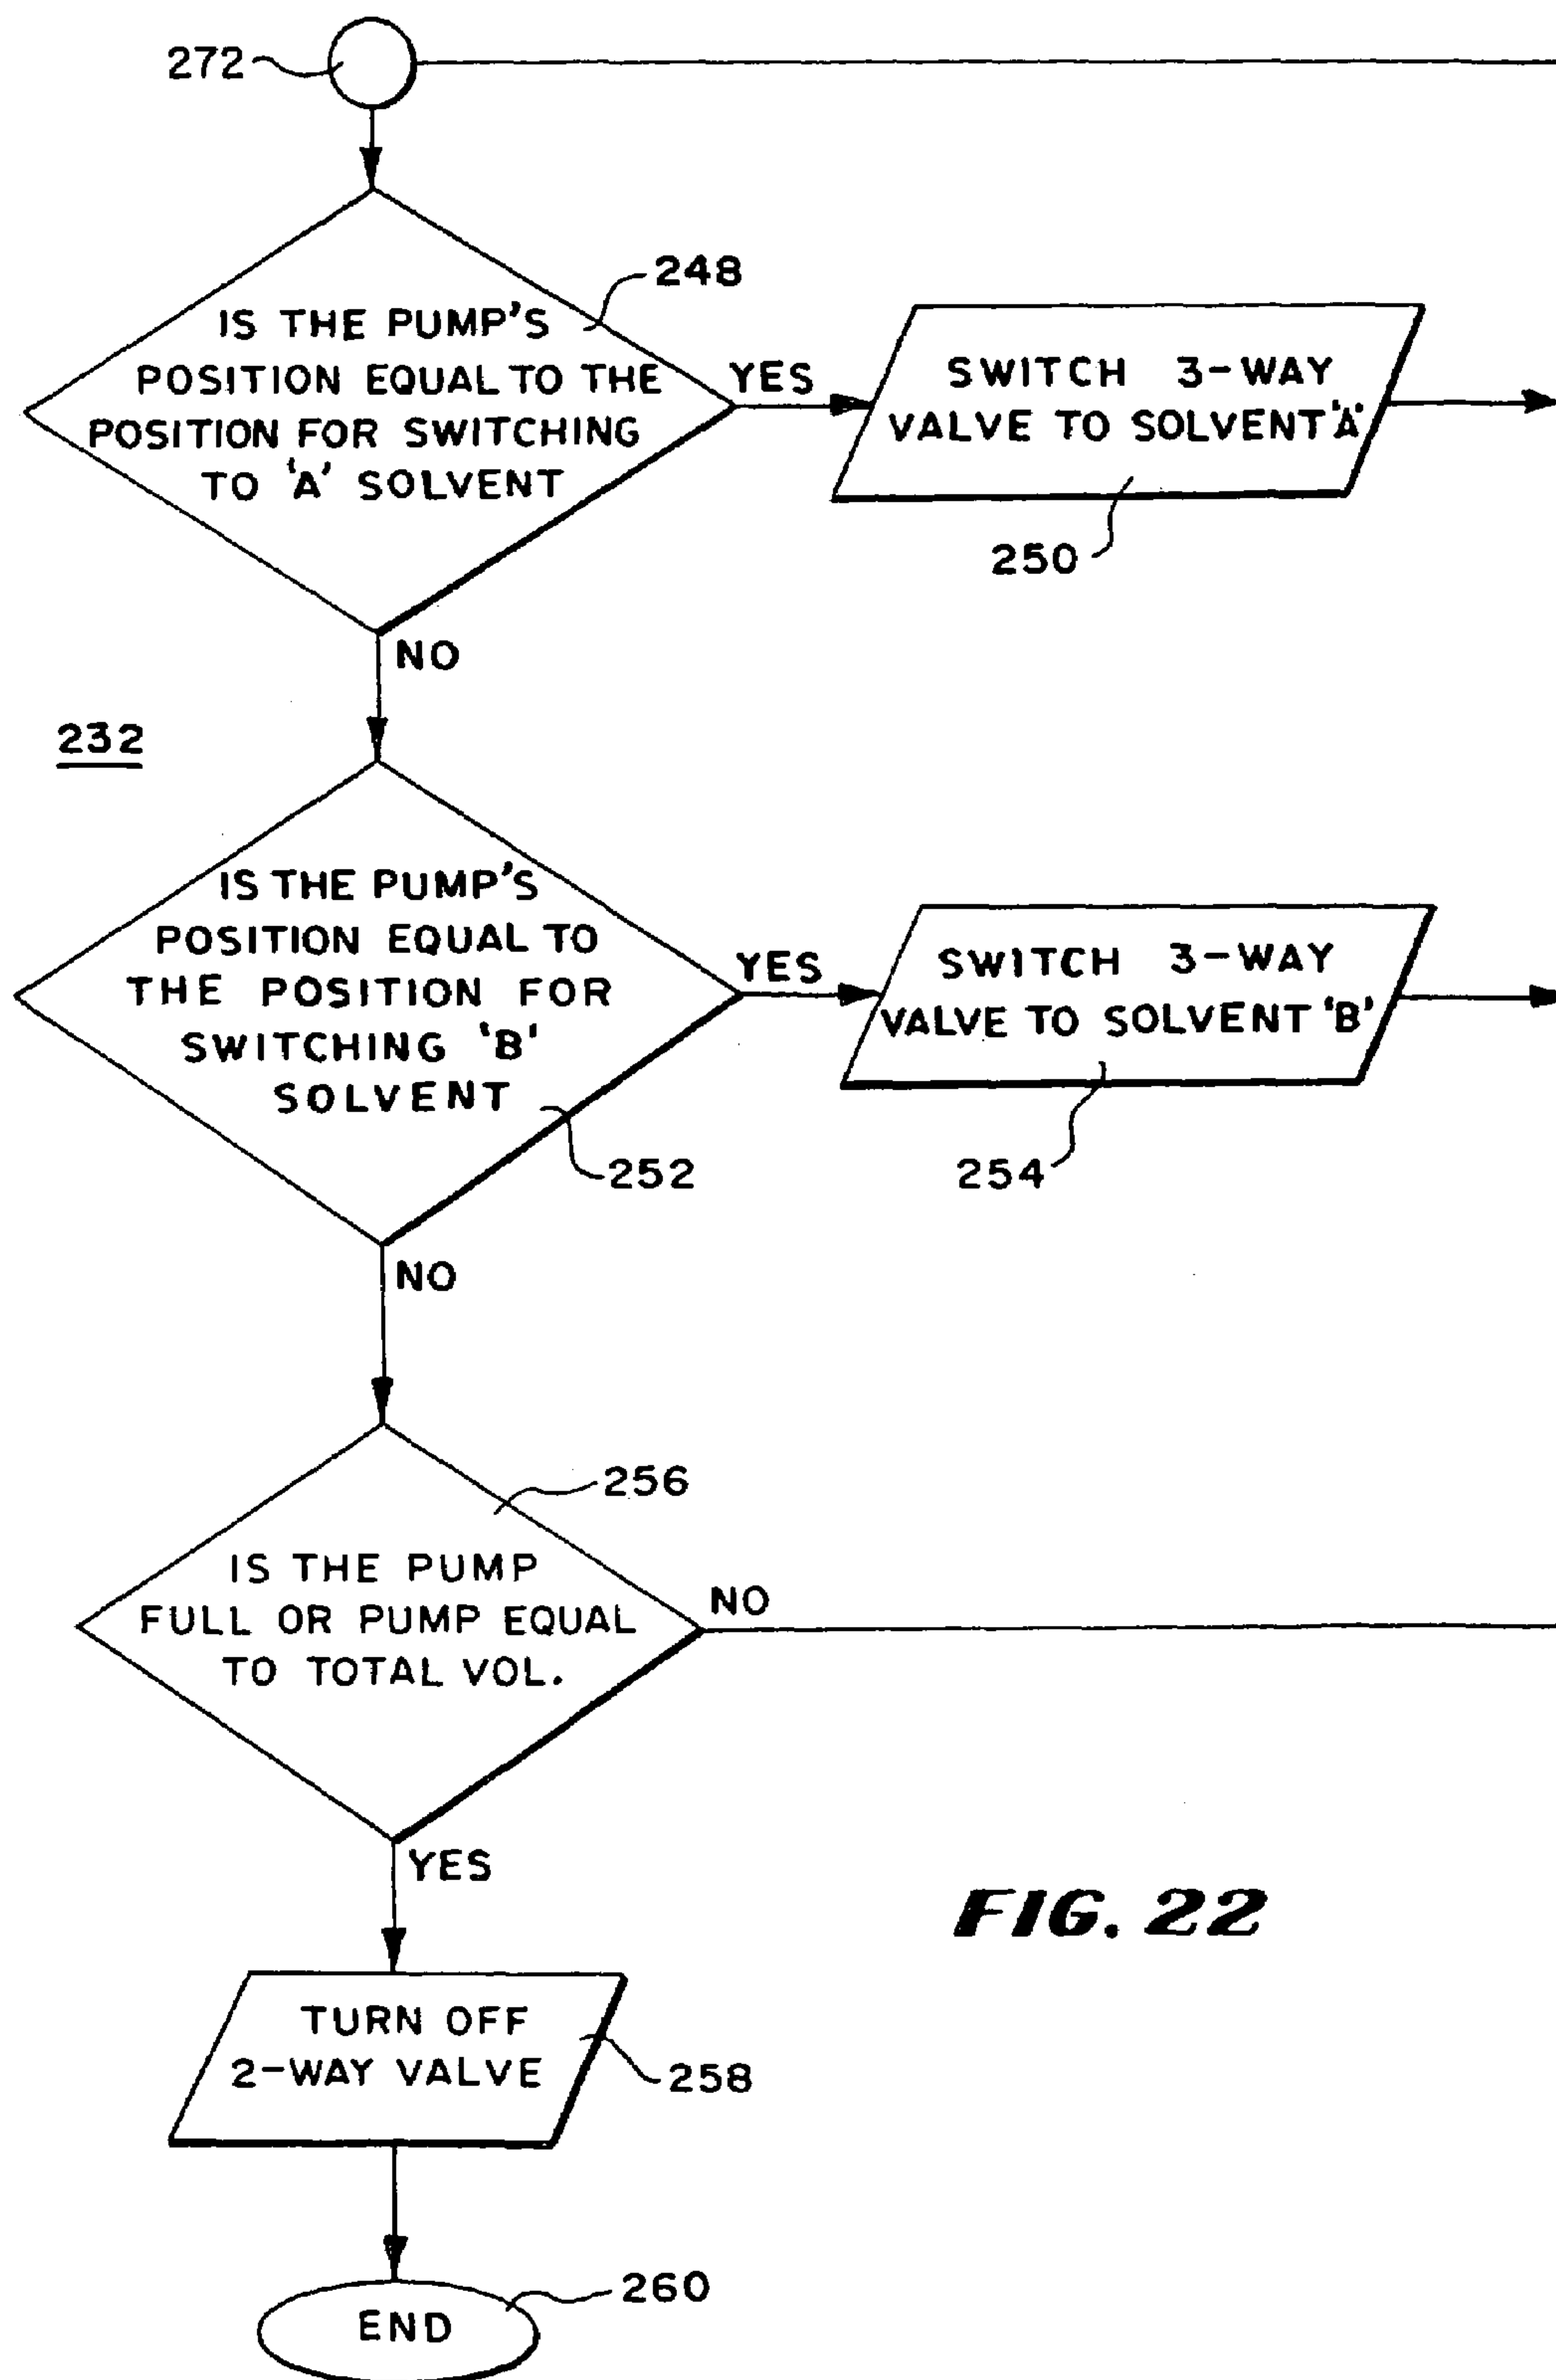 272
248
IS THE PUMP'S
POSITION EQUAL TO THE
POSITION FOR SWITCHING
TO 'A' SOLVENT
YES
SWITCH 3-WAY
VALVE TO SOLVENT 'A'
250
NO
232
IS THE PUMP'S
POSITION EQUAL TO
THE POSITION FOR
SWITCHING 'B'
SOLVENT
YES
SWITCH 3-WAY
VALVE TO SOLVENT 'B'
252
254
NO
256
IS THE PUMP
FULL OR PUMP EQUAL
TO TOTAL VOL.
NO
YES
FIG. 22
TURN OFF
2-WAY VALVE
258
260
END